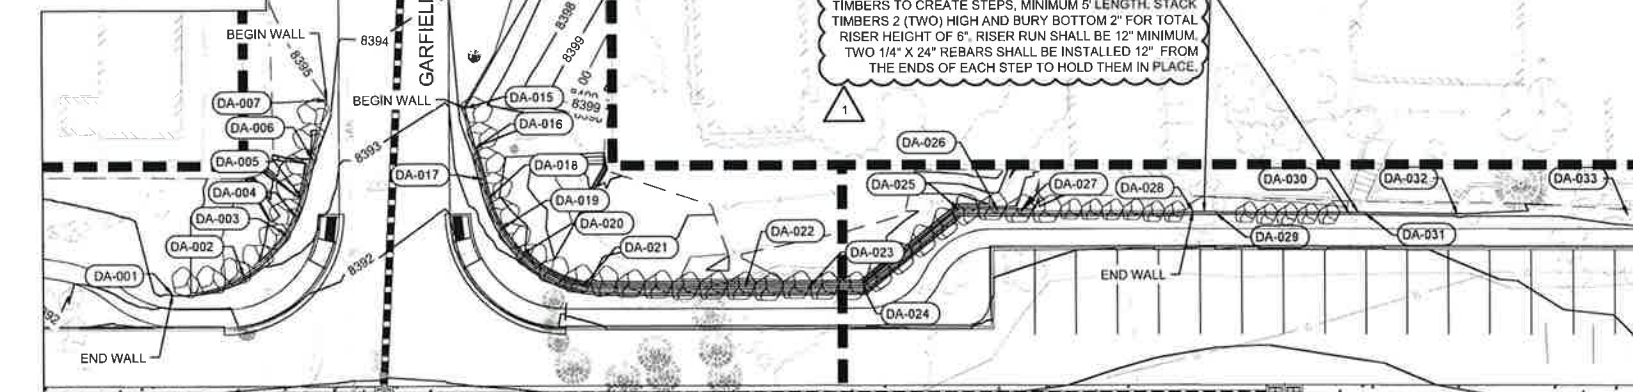 TIMBERS TO CREATE STEPS, MINIMUM 5' LENGTH. STACK
TIMBERS 2 (TWO) HIGH AND BURY BOTTOM 2" FOR TOTAL
RISER HEIGHT OF 6". RISER RUN SHALL BE 12" MINIMUM.
TWO 1/4" X 24" REBARS SHALL BE INSTALLED 12" FROM
THE ENDS OF EACH STEP TO HOLD THEM IN PLACE.
1
BEGIN WALL
8394
GARFIEL
8398
8399
8395
8399
DA-007
BEGIN WALL
DA-015
DA-006
DA-016
8393
DA-005
DA-017
DA-018
DA-004
DA-019
DA-003
DA-020
DA-002
DA-021
DA-022
DA-001
8392
DA-023
DA-024
DA-025
DA-026
DA-027
DA-028
DA-029
DA-030
DA-031
DA-032
DA-033
END WALL
END WALL